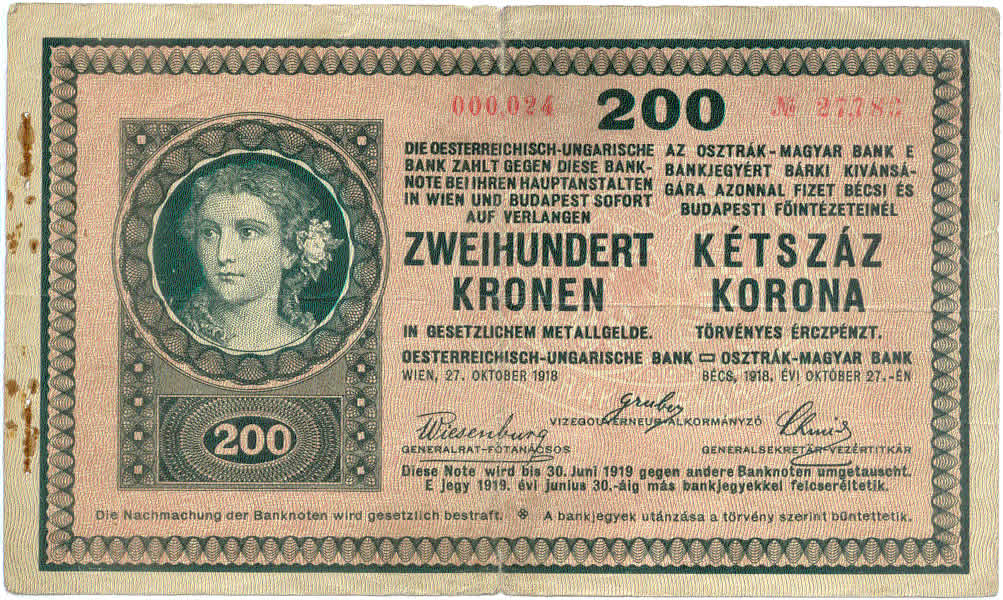 000,024 200
DIE OESTERREICHISCH-UNGARISCHE
BANK ZAHLT GEGEN DIESE BANK-
NOTE BEI IHREN HAUPTANSTALTEN
IN WIEN UND BUDAPEST SOFORT
AUF VERLANGEN
ZWEIHUNDERT
KRONEN
IN GESETZLICHEM METALLGELDE.
AZ OSZTRÁK-MAGYAR BANK E
BANKJEGYÉRT BÁRKI KIVÁNSÁ-
GÁRA AZONNAL FIZET BÉCSI ÉS
BUDAPESTI FŐINTÉZETEINÉL
KÉTSZÁZ
KORONA
TÖRVÉNYES ÉRCZPÉNZT.
OESTERREICHISCH-UNGARISCHE BANK OSZTRÁK-MAGYAR BANK
WIEN, 27. OKTOBER 1918 BÉCS, 1918. ÉVI OKTÓBER 27.-ÉN
Gruber
VIZEGOUVERNEUR-ALKORMÁNYZÓ
Wiesenburg
GENERALRAT-FŐTANÁCSOS GENERALSEKRETÄR-VEZÉRTITKÁR
Diese Note wird bis 30. Juni 1919 gegen andere Banknoten umgetauscht.
E jegy 1919. évi junius 30.-áig más bankjegyekkel felcseréltetik.
200
Die Nachmachung der Banknoten wird gesetzlich bestraft. A bankjegyek utánzása a törvény szerint büntettetik.